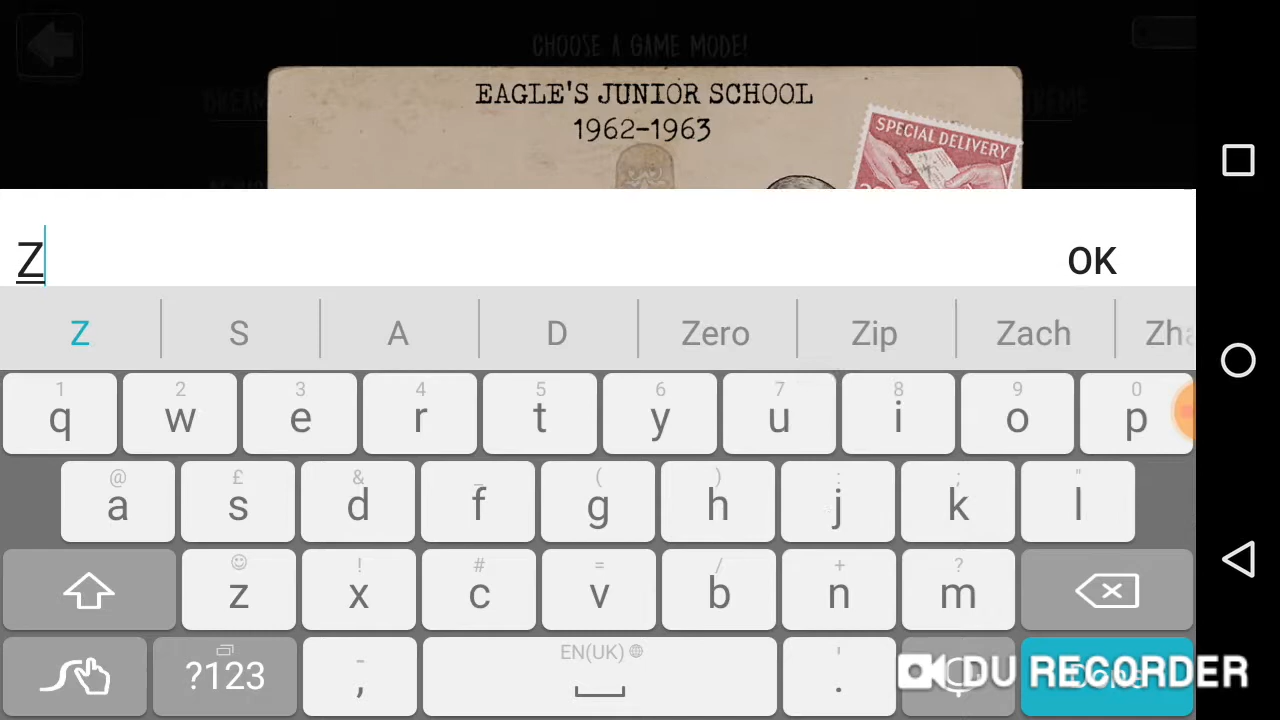 CHOOSE A GAME MODE!
EAGLE'S JUNIOR SCHOOL
1962-1963
SPECIAL DELIVERY
Z
OK
Z S A D Zero Zip Zach
1 2 3 4 5 6 7 8 9 0
q w e r t y u i o p
@ £ & _ ( ) : ; "
a s d f g h j k l
! # = / + ?
z x c v b n m
- EN(UK) '
?123 , .
DU RECORDER
Done